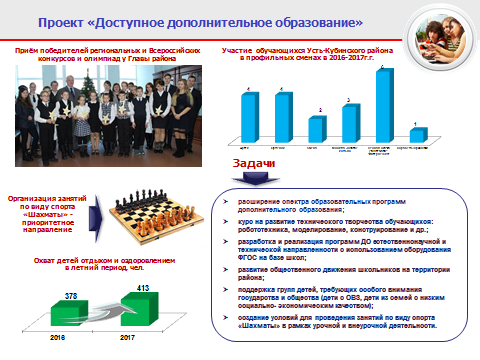 Проект «Доступное дополнительное образование»
Приём победителей региональных и Всероссийских
конкурсов и олимпиад у Главы района
Участие обучающихся Усть-Кубинского района
в профильных сменах в 2016-2017г.г.
4
4
2
3
6
1
Задачи
Организация занятий
по виду спорта
«Шахматы» -
приоритетное
направление
расширение спектра образовательных программ
дополнительного образования;
курс на развитие технического творчества обучающихся:
робототехника, моделирование, конструирование и др.;
разработка и реализация программ ДО естественнонаучной и
технической направленности с использованием оборудования
ФГОС на базе школ;
развитие общественного движения школьников на территории
района;
поддержка групп детей, требующих особого внимания
государства и общества (дети с ОВЗ, дети из семей с низким
социально- экономическим качеством);
создание условий для проведения занятий по виду спорта
«Шахматы» в рамках урочной и внеурочной деятельности.
Охват детей отдыхом и оздоровлением
в летний период, чел.
378
413
2016
2017